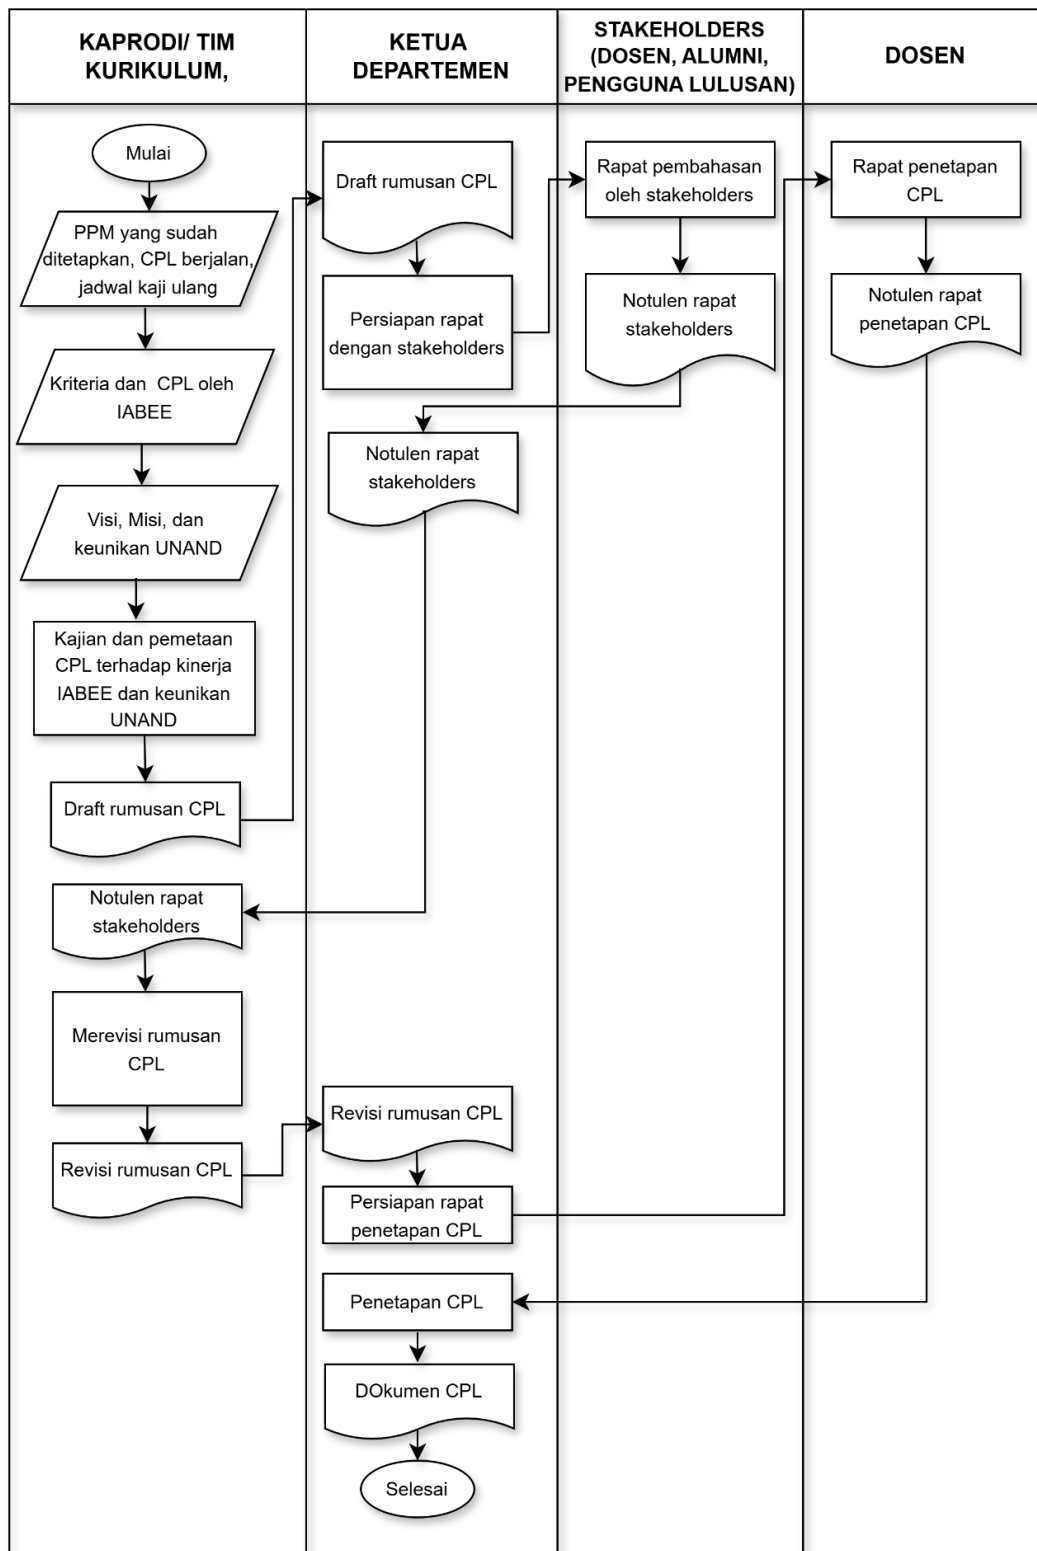 KAPRODI/ TIM
KURIKULUM,
KETUA
DEPARTEMEN
STAKEHOLDERS
(DOSEN, ALUMNI,
PENGGUNA LULUSAN)
DOSEN
Mulai
PPM yang sudah
ditetapkan, CPL berjalan,
jadwal kaji ulang
Kriteria dan CPL oleh
IABEE
Visi, Misi, dan
keunikan UNAND
Kajian dan pemetaan
CPL terhadap kinerja
IABEE dan keunikan
UNAND
Draft rumusan CPL
Notulen rapat
stakeholders
Merevisi rumusan
CPL
Revisi rumusan CPL
Draft rumusan CPL
Persiapan rapat
dengan stakeholders
Notulen rapat
stakeholders
Revisi rumusan CPL
Persiapan rapat
penetapan CPL
Penetapan CPL
DOkumen CPL
Selesai
Rapat pembahasan
oleh stakeholders
Notulen rapat
stakeholders
Rapat penetapan
CPL
Notulen rapat
penetapan CPL